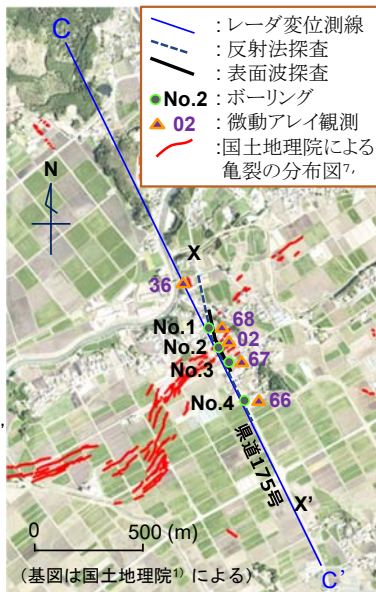 C
: レーダ変位測線
: 反射法探査
: 表面波探査
No.2 : ボーリング
02 : 微動アレイ観測
: 国土地理院による
亀裂の分布図7,
N
X
36
No.1 68
No.2 02
No.3 67
No.4 66
県道175号
X'
0 500 (m)
(基図は国土地理院1) による)
C'